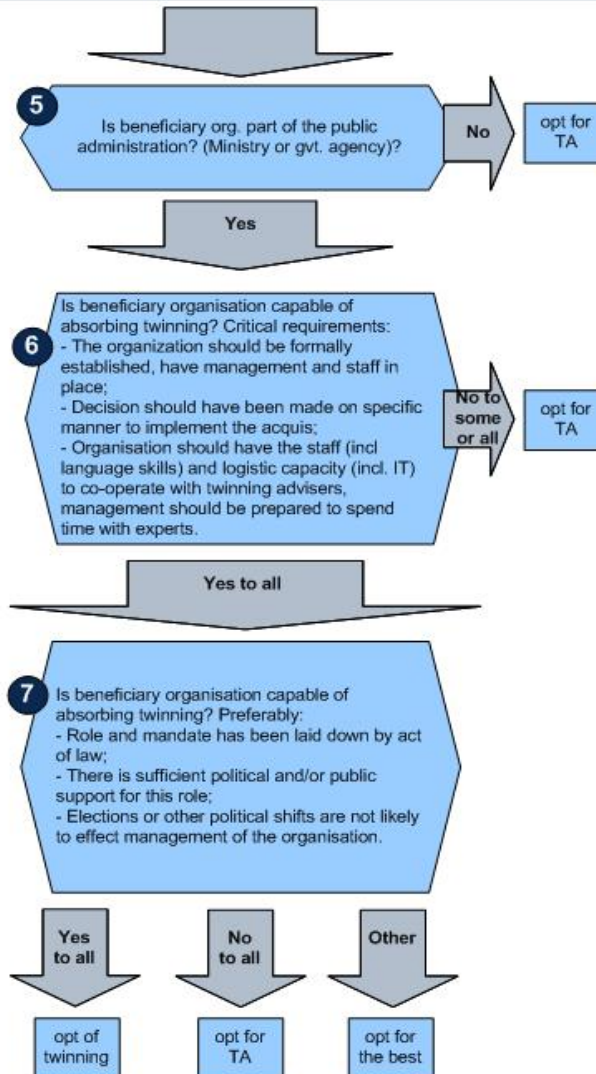 5
Is beneficiary org. part of the public
administration? (Ministry or gvt. agency)?
No
opt for
TA
Yes
6
Is beneficiary organisation capable of
absorbing twinning? Critical requirements:
- The organization should be formally
established, have management and staff in
place;
- Decision should have been made on specific
manner to implement the acquis;
- Organisation should have the staff (incl
language skills) and logistic capacity (incl. IT)
to co-operate with twinning advisers,
management should be prepared to spend
time with experts.
No to
some
or all
opt for
TA
Yes to all
7
Is beneficiary organisation capable of
absorbing twinning? Preferably:
- Role and mandate has been laid down by act
of law;
- There is sufficient political and/or public
support for this role;
- Elections or other political shifts are not likely
to effect management of the organisation.
Yes
to all
No
to all
Other
opt of
twinning
opt for
TA
opt for
the best